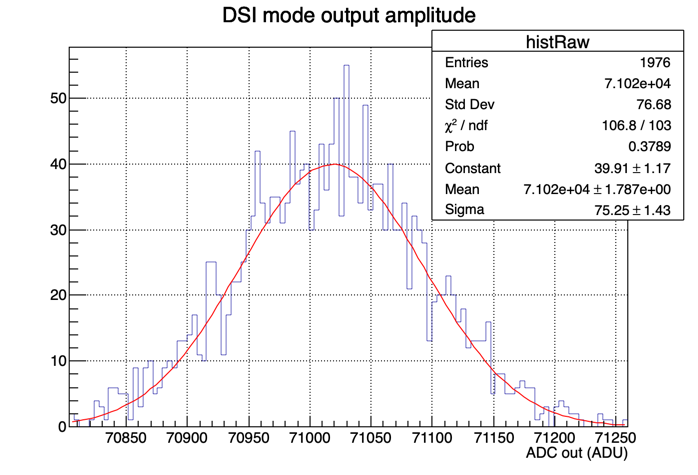 DSI mode output amplitude
histRaw
Entries 1976
Mean 7.102e+04
Std Dev 76.68
χ² / ndf 106.8 / 103
Prob 0.3789
Constant 39.91 ± 1.17
Mean 7.102e+04 ± 1.787e+00
Sigma 75.25 ± 1.43
50
40
30
20
10
0
70850 70900 70950 71000 71050 71100 71150 71200 71250
ADC out (ADU)